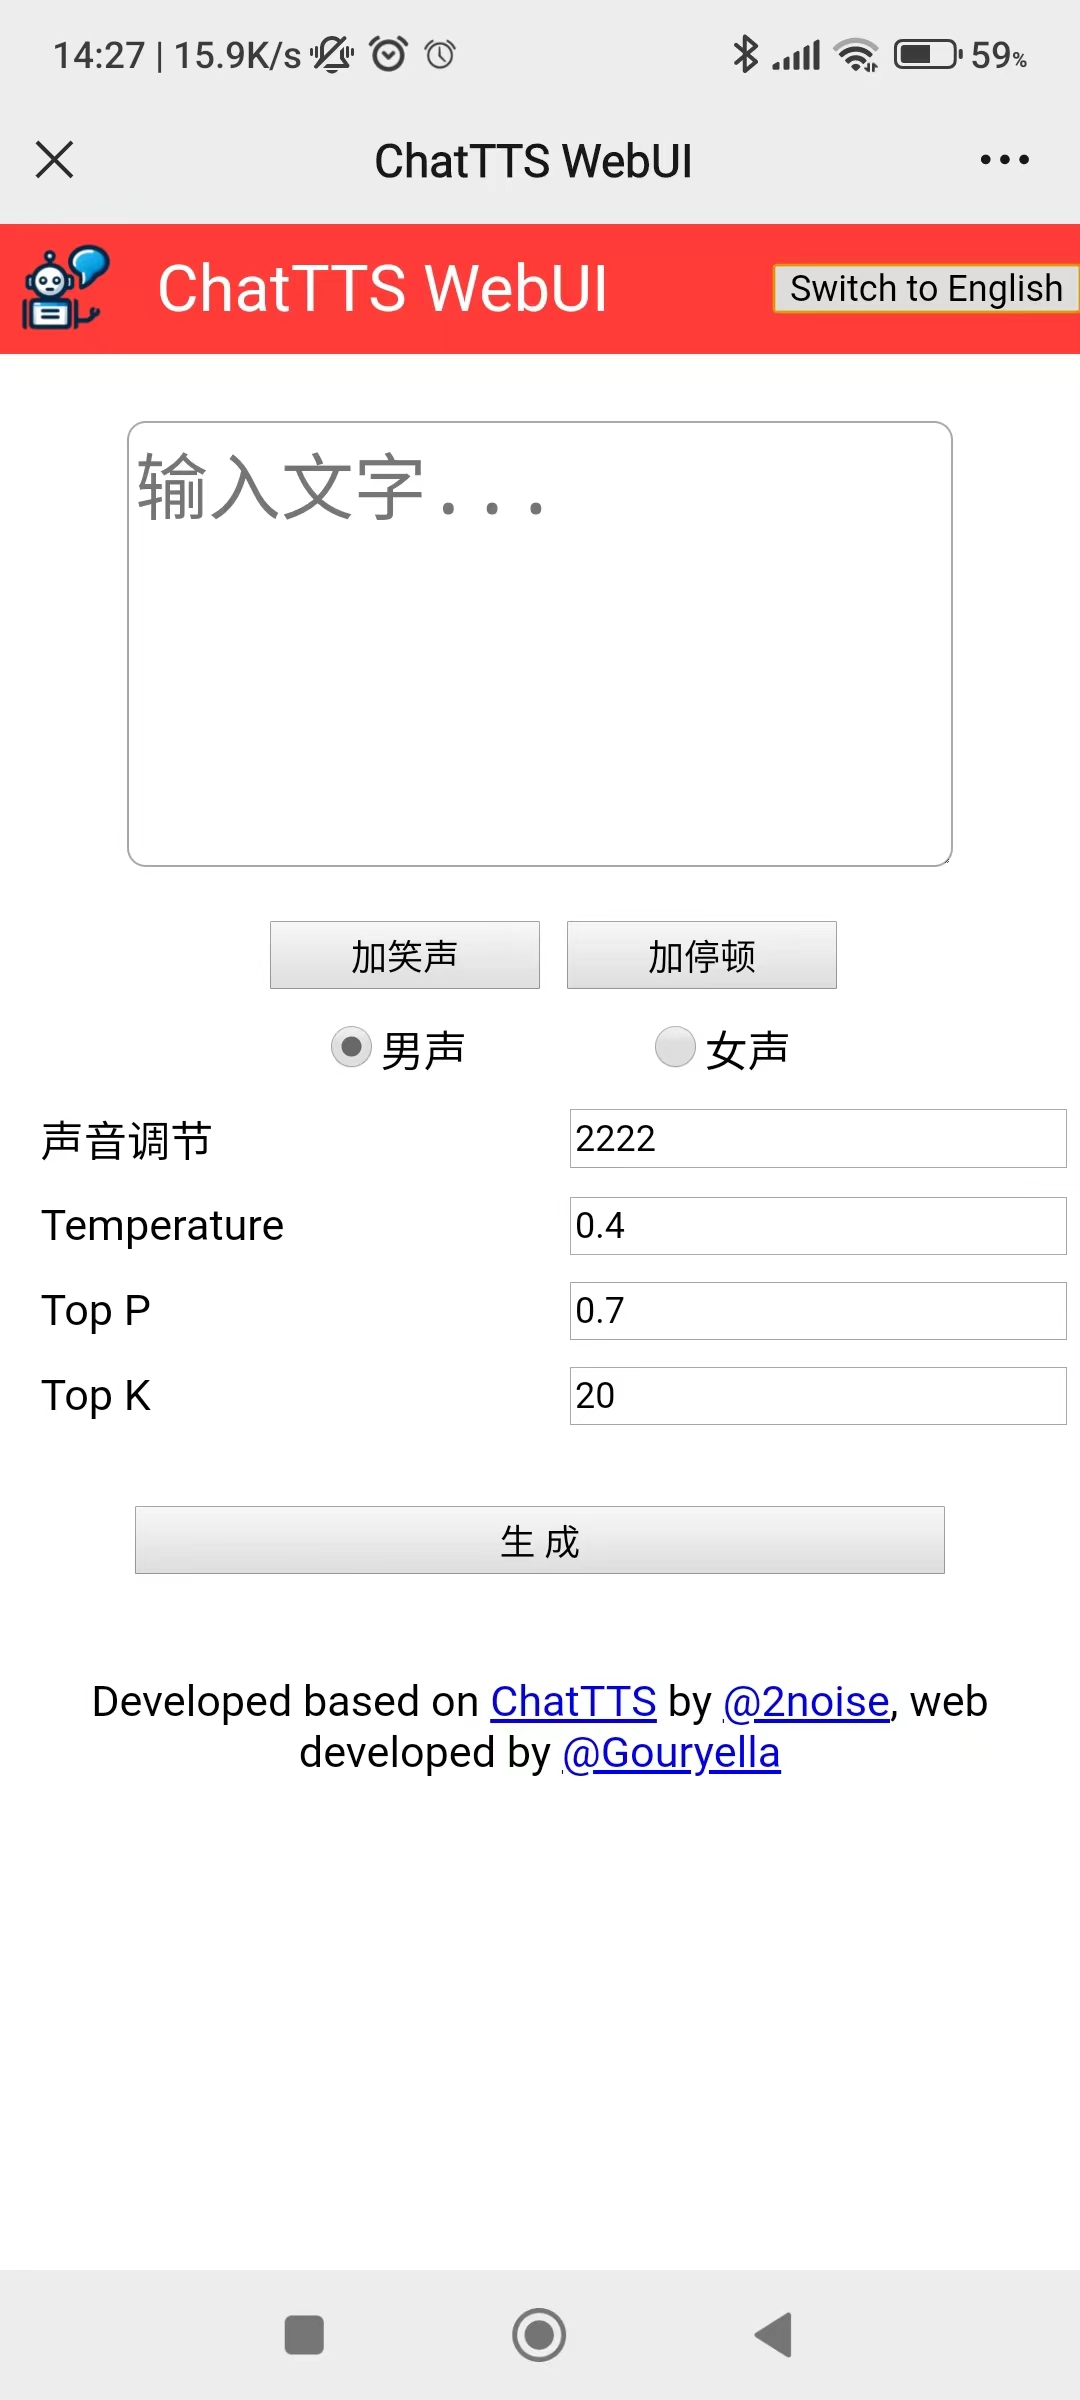 14:27 | 15.9K/s 59%
ChatTTS WebUI
ChatTTS WebUI Switch to English
输入文字...
加笑声 加停顿
男声 女声
声音调节 2222
Temperature 0.4
Top P 0.7
Top K 20
生 成
Developed based on ChatTTS by @2noise, web
developed by @Gouryella